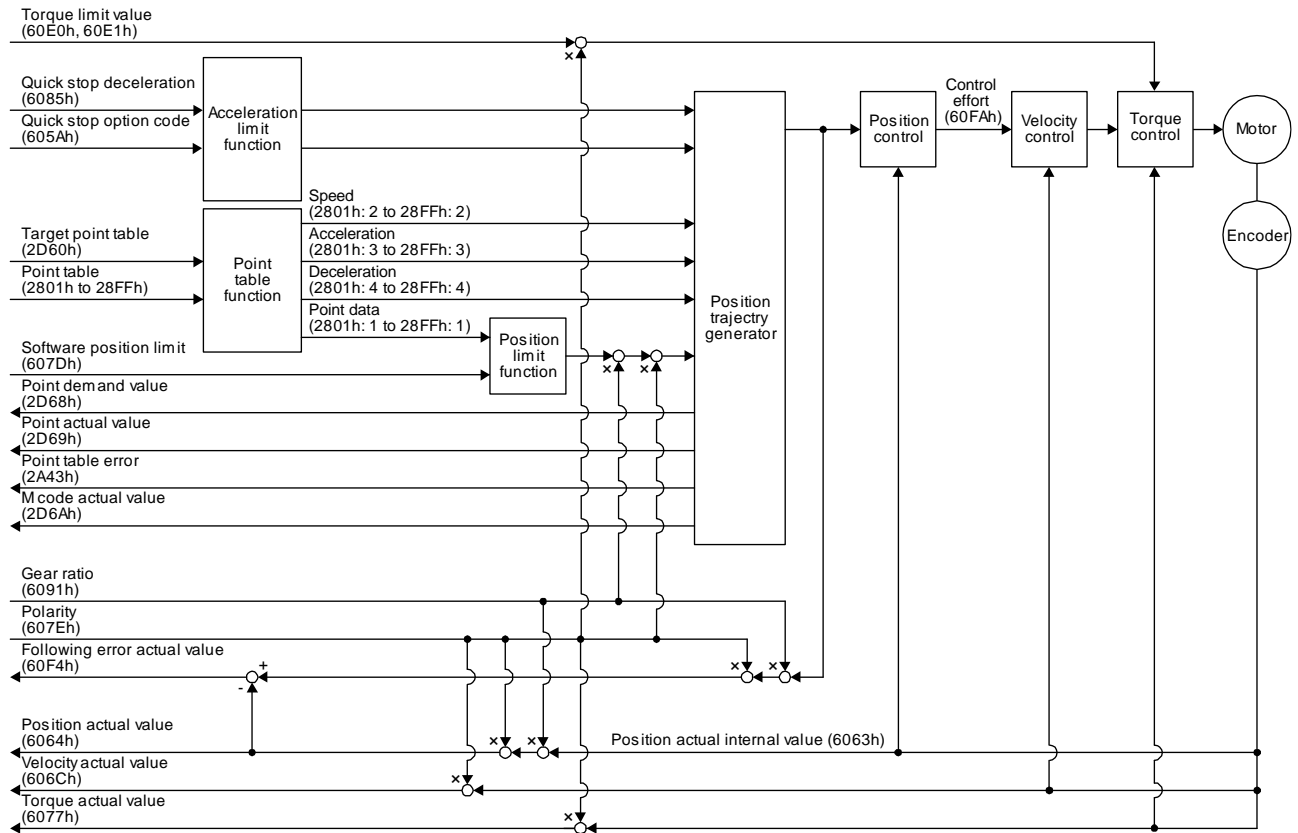 Torque limit value
(60E0h, 60E1h)
×
Quick stop deceleration
(6085h)
Quick stop option code
(605Ah)
Acceleration
limit
function
Control
effort
(60FAh)
Position
control
Velocity
control
Torque
control
Motor
Encoder
Target point table
(2D60h)
Point table
(2801h to 28FFh)
Point
table
function
Speed
(2801h: 2 to 28FFh: 2)
Acceleration
(2801h: 3 to 28FFh: 3)
Deceleration
(2801h: 4 to 28FFh: 4)
Point data
(2801h: 1 to 28FFh: 1)
Position
trajectry
generator
Software position limit
(607Dh)
Position
limit
function
× ×
Point demand value
(2D68h)
Point actual value
(2D69h)
Point table error
(2A43h)
M code actual value
(2D6Ah)
Gear ratio
(6091h)
Polarity
(607Eh)
Following error actual value
(60F4h)
+
-
× ×
Position actual value
(6064h)
× ×
Position actual internal value (6063h)
Velocity actual value
(606Ch)
×
Torque actual value
(6077h)
×